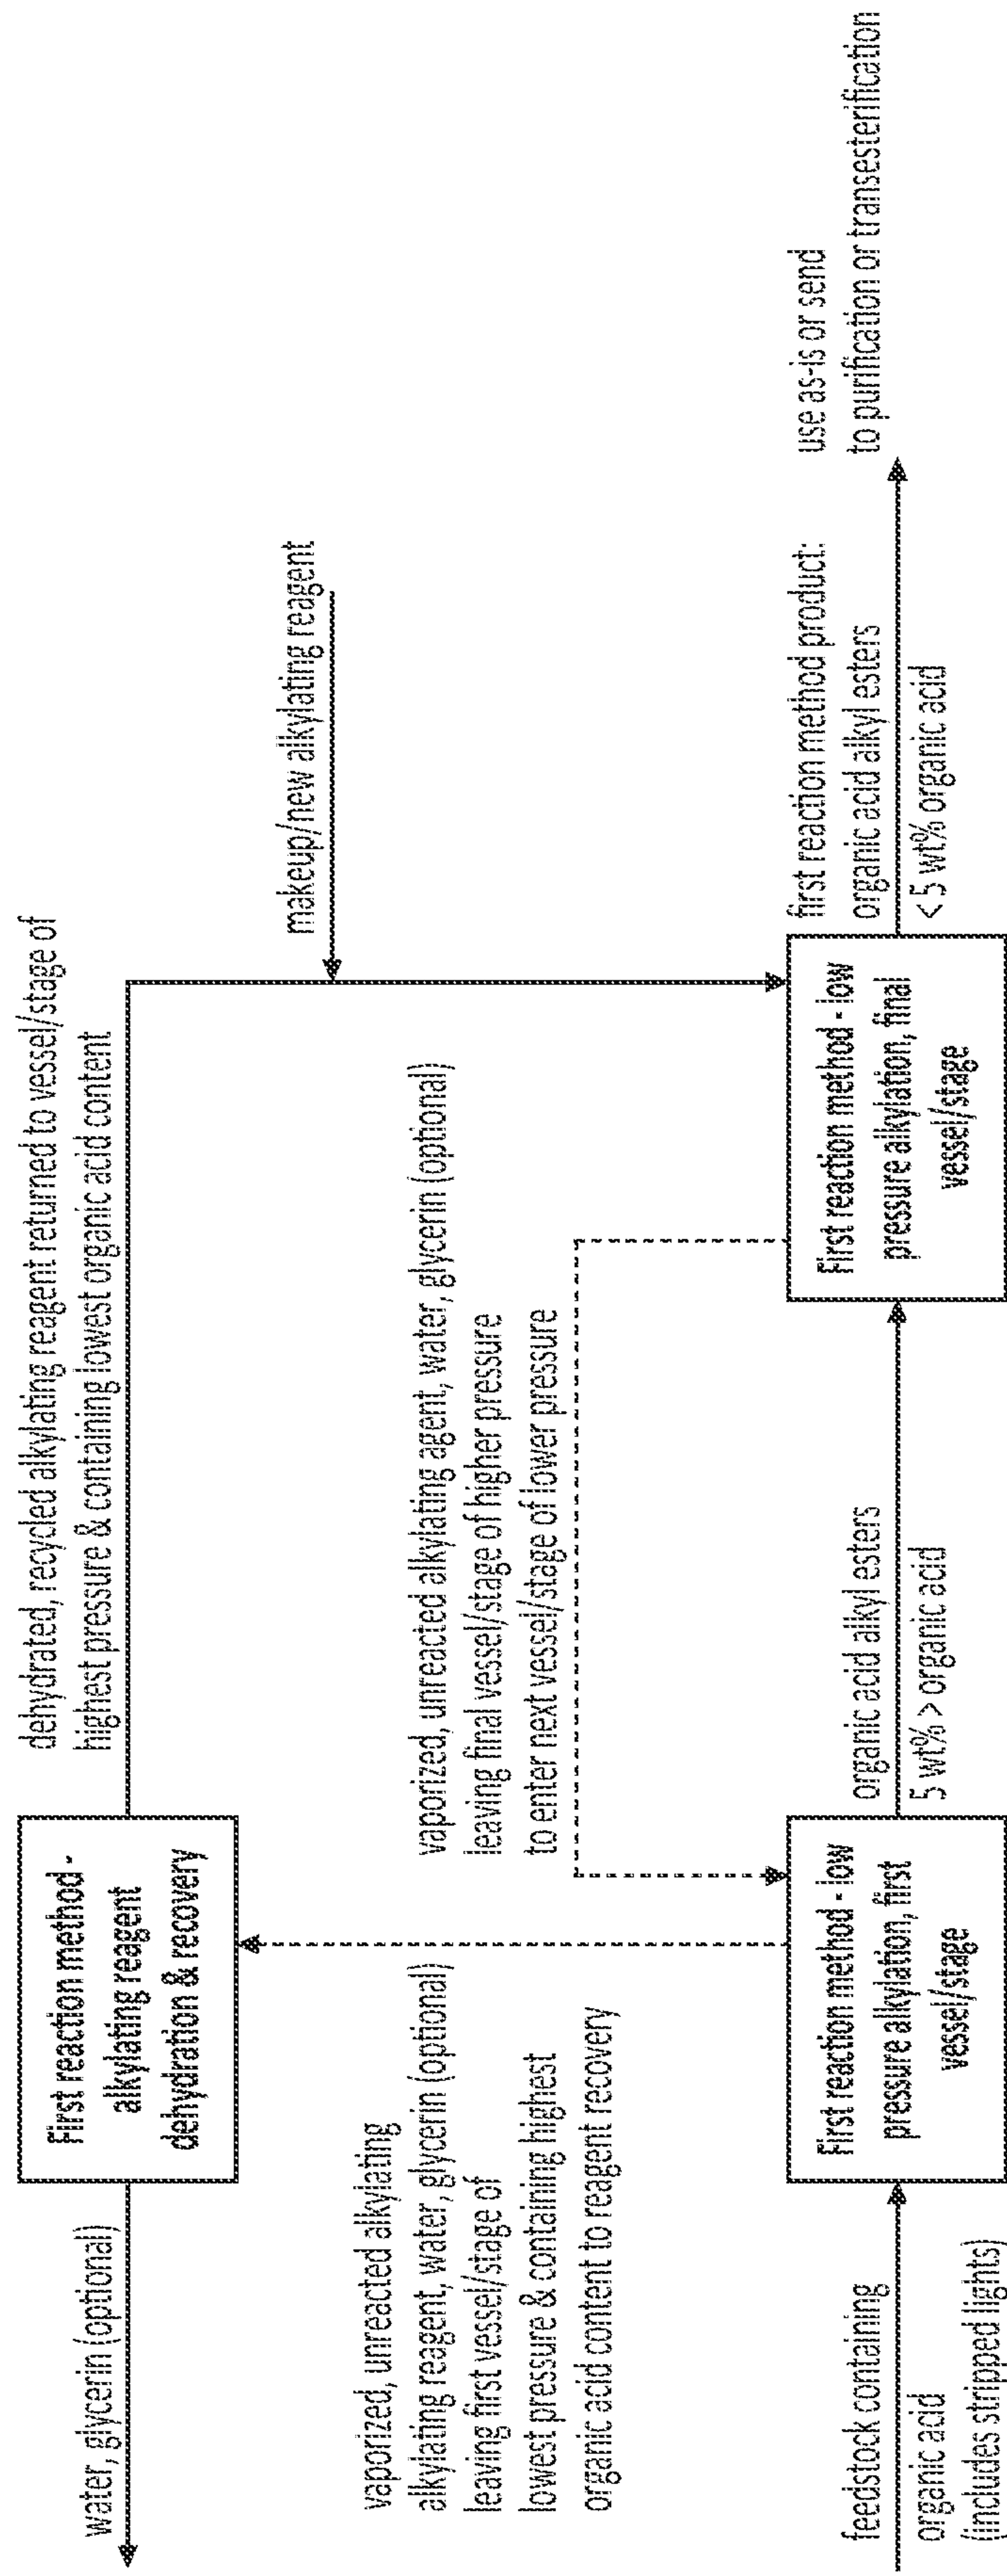 water, glycerin (optional)
First reaction method -
alkylating reagent
dehydration & recovery
dehydrated, recycled alkylating reagent returned to vessel/stage of
highest pressure & containing lowest organic acid content
makeup/new alkylating reagent
vaporized, unreacted alkylating
alkylating reagent, water, glycerin (optional)
leaving first vessel/stage of
lowest pressure & containing highest
organic acid content to reagent recovery
vaporized, unreacted alkylating agent, water, glycerin (optional)
leaving final vessel/stage of higher pressure
to enter next vessel/stage of lower pressure
feedstock containing
organic acid
(includes stripped lights)
First reaction method - low
pressure alkylation, first
vessel/stage
organic acid alkyl esters
5 wt% > organic acid
First reaction method - low
pressure alkylation, final
vessel/stage
first reaction method product:
organic acid alkyl esters
< 5 wt% organic acid
use as-is or send
to purification or transesterification